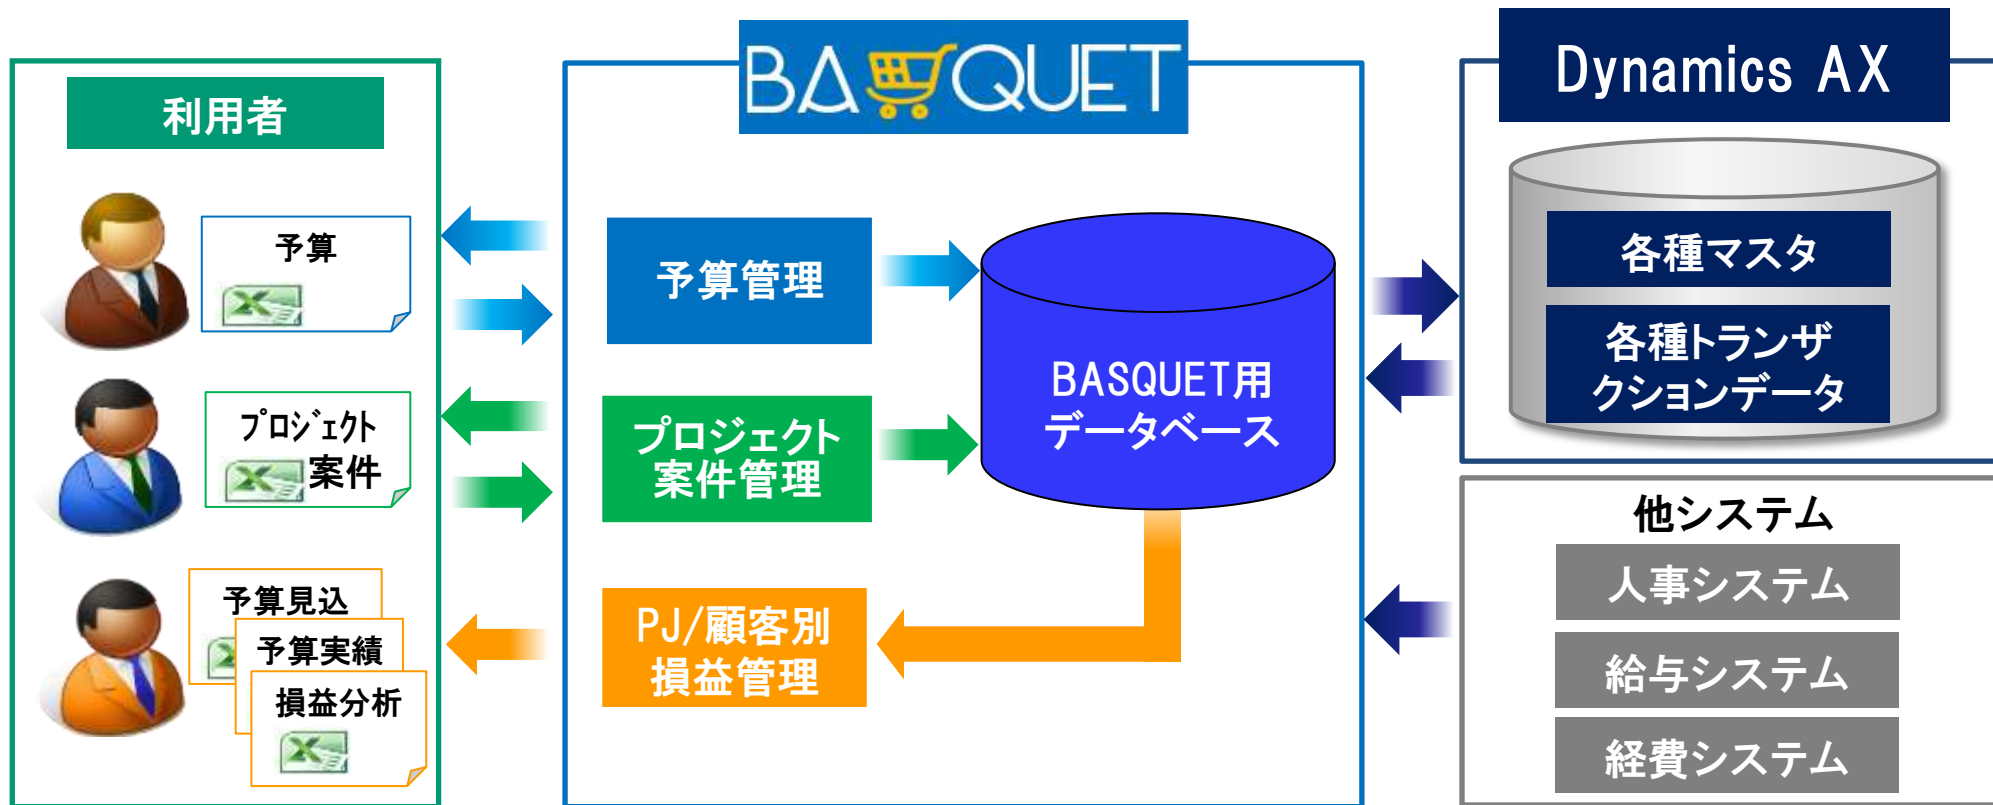 利用者
予算
プロジェクト
案件
予算見込
予算実績
損益分析
BASQUET
予算管理
プロジェクト
案件管理
PJ/顧客別
損益管理
BASQUET用
データベース
Dynamics AX
各種マスタ
各種トランザ
クションデータ
他システム
人事システム
給与システム
経費システム